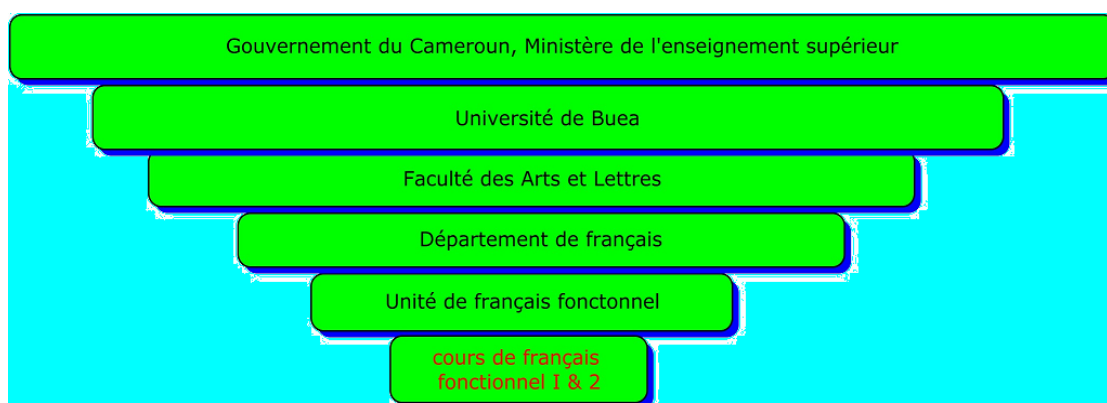 Gouvernement du Cameroun, Ministère de l'enseignement supérieur
Université de Buea
Faculté des Arts et Lettres
Département de français
Unité de français fonctonnel
cours de français
fonctionnel I & 2